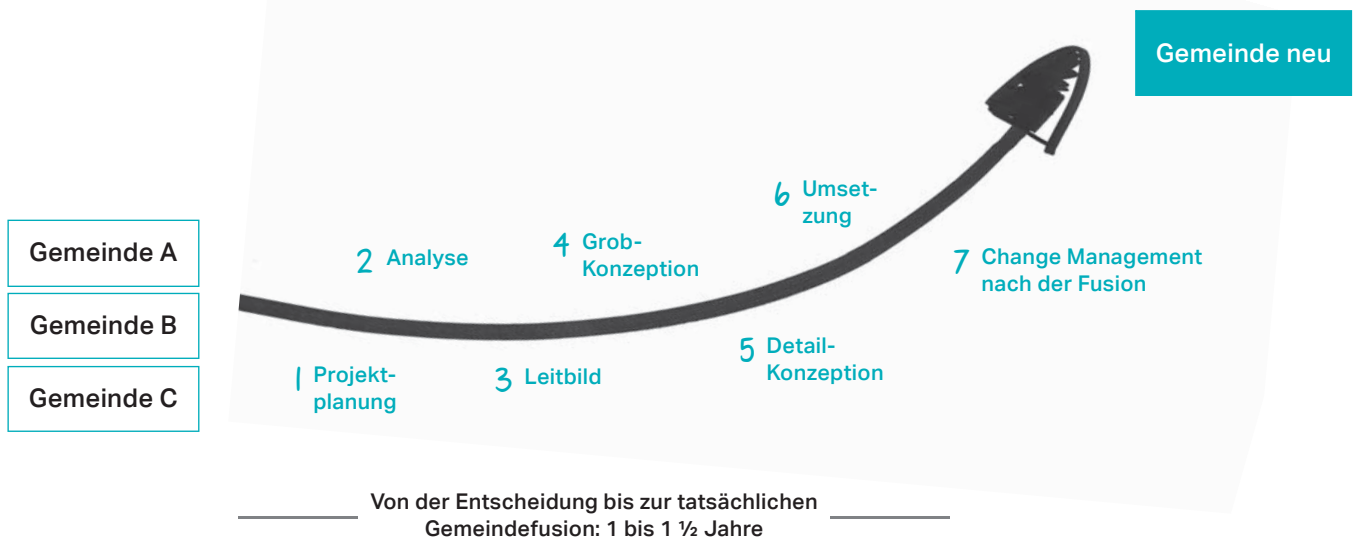 Gemeinde neu
Gemeinde A
Gemeinde B
Gemeinde C
1 Projekt-
planung
2 Analyse
3 Leitbild
4 Grob-
Konzeption
5 Detail-
Konzeption
6 Umset-
zung
7 Change Management
nach der Fusion
Von der Entscheidung bis zur tatsächlichen
Gemeindefusion: 1 bis 1 ½ Jahre